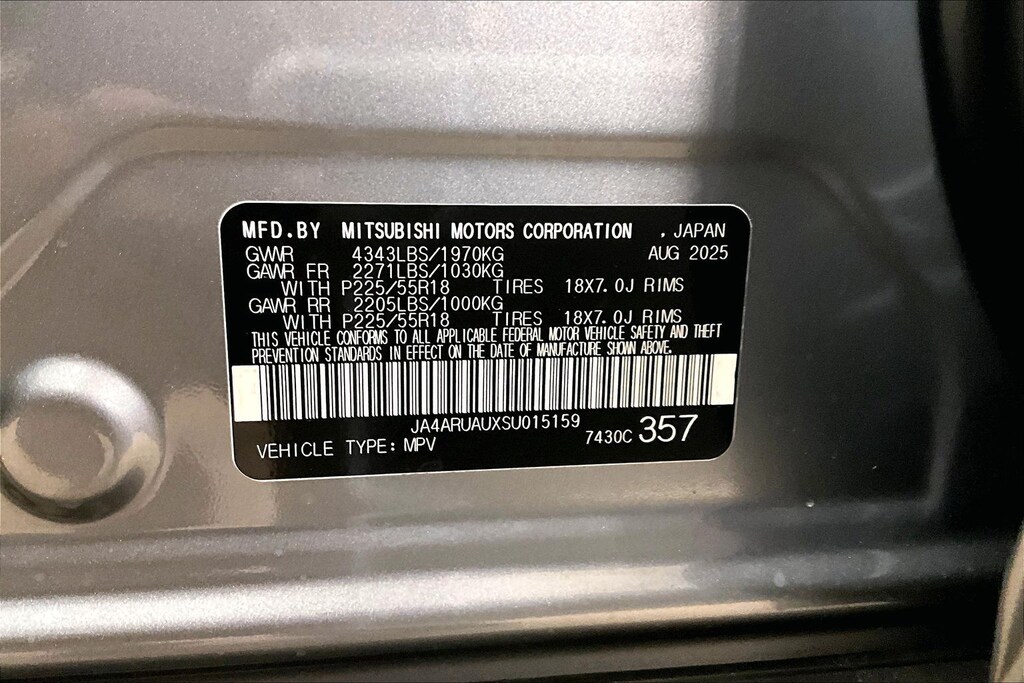 MFD.BY MITSUBISHI MOTORS CORPORATION , JAPAN
GVWR 4343LBS/1970KG AUG 2025
GAWR FR 2271LBS/1030KG
WITH P225/55R18 TIRES 18X7.0J RIMS
GAWR RR 2205LBS/1000KG
WITH P225/55R18 TIRES 18X7.0J RIMS
THIS VEHICLE CONFORMS TO ALL APPLICABLE FEDERAL MOTOR VEHICLE SAFETY AND THEFT
PREVENTION STANDARDS IN EFFECT ON THE DATE OF MANUFACTURE SHOWN ABOVE.
JA4ARUAUXSU015159
VEHICLE TYPE: MPV 7430C 357